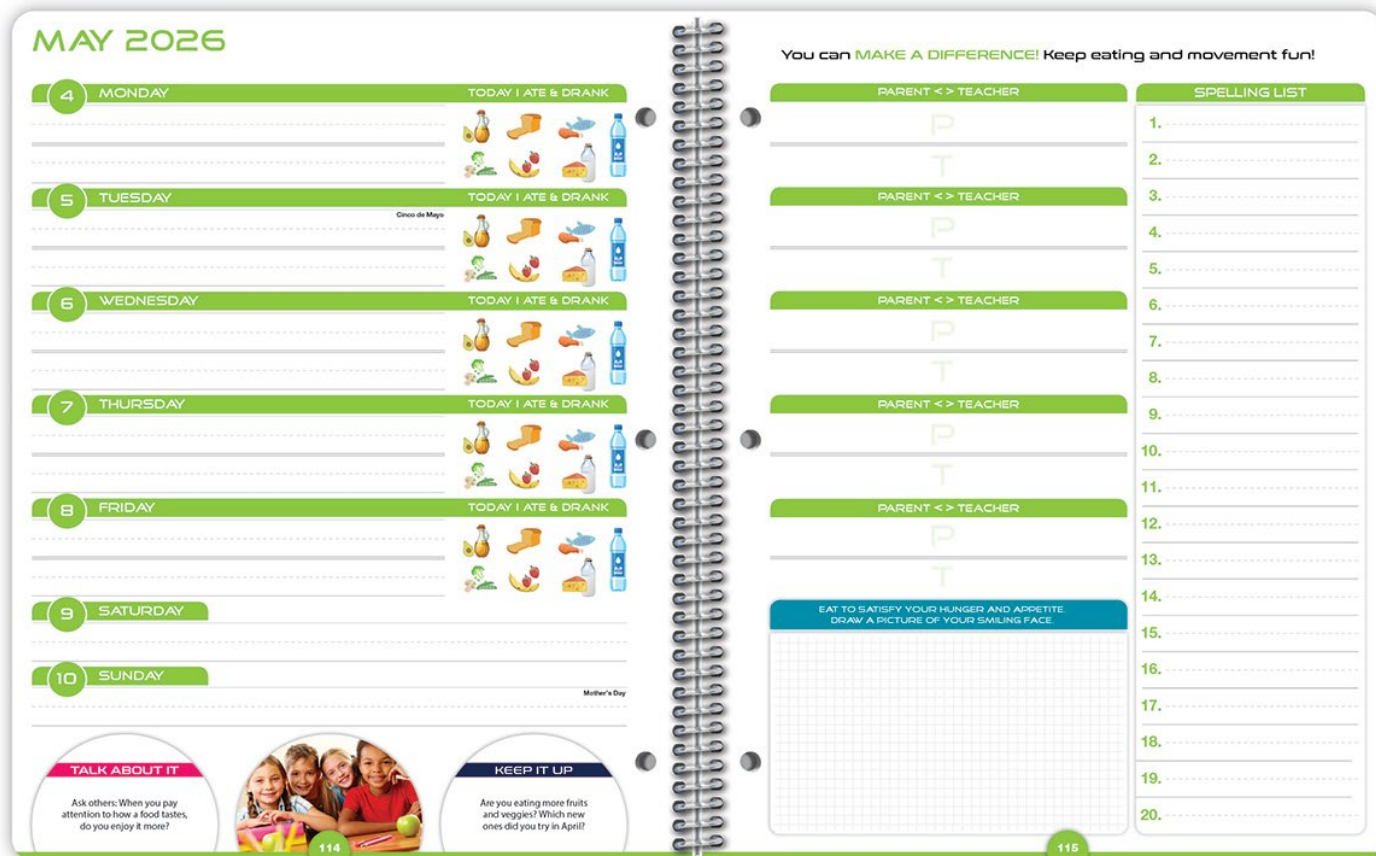 MAY 2026
4 MONDAY TODAY I ATE & DRANK
5 TUESDAY TODAY I ATE & DRANK
Cinco de Mayo
6 WEDNESDAY TODAY I ATE & DRANK
7 THURSDAY TODAY I ATE & DRANK
8 FRIDAY TODAY I ATE & DRANK
9 SATURDAY
10 SUNDAY
Mother's Day
TALK ABOUT IT
Ask others: When you pay
attention to how a food tastes,
do you enjoy it more?
KEEP IT UP
Are you eating more fruits
and veggies? Which new
ones did you try in April?
114
You can MAKE A DIFFERENCE! Keep eating and movement fun!
PARENT <> TEACHER
P
T
PARENT <> TEACHER
P
T
PARENT <> TEACHER
P
T
PARENT <> TEACHER
P
T
PARENT <> TEACHER
P
T
EAT TO SATISFY YOUR HUNGER AND APPETITE.
DRAW A PICTURE OF YOUR SMILING FACE.
SPELLING LIST
1.
2.
3.
4.
5.
6.
7.
8.
9.
10.
11.
12.
13.
14.
15.
16.
17.
18.
19.
20.
115